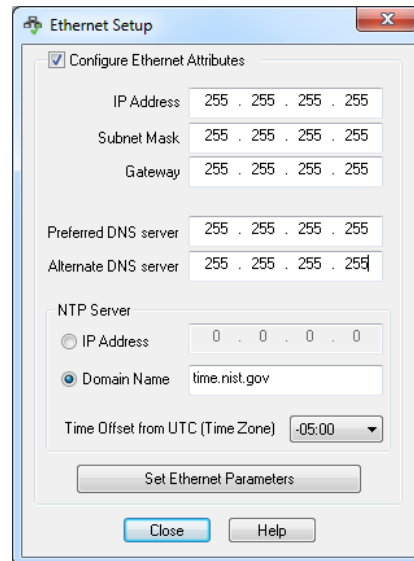 Ethernet Setup
Configure Ethernet Attributes
IP Address 255 . 255 . 255 . 255
Subnet Mask 255 . 255 . 255 . 255
Gateway 255 . 255 . 255 . 255
Preferred DNS server 255 . 255 . 255 . 255
Alternate DNS server 255 . 255 . 255 . 255
NTP Server
IP Address 0 . 0 . 0 . 0
Domain Name time.nist.gov
Time Offset from UTC (Time Zone) -05:00
Set Ethernet Parameters
Close Help